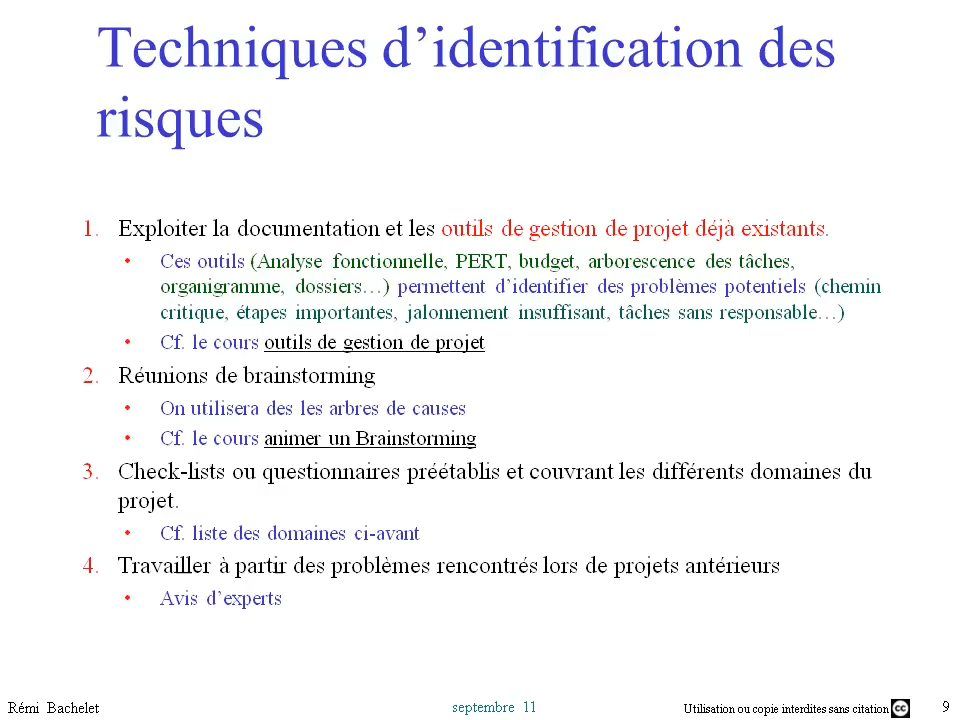 Techniques d’identification des
risques
1. Exploiter la documentation et les outils de gestion de projet déjà existants.
• Ces outils (Analyse fonctionnelle, PERT, budget, arborescence des tâches,
organigramme, dossiers…) permettent d’identifier des problèmes potentiels (chemin
critique, étapes importantes, jalonnement insuffisant, tâches sans responsable…)
• Cf. le cours outils de gestion de projet
2. Réunions de brainstorming
• On utilisera des les arbres de causes
• Cf. le cours animer un Brainstorming
3. Check-lists ou questionnaires préétablis et couvrant les différents domaines du
projet.
• Cf. liste des domaines ci-avant
4. Travailler à partir des problèmes rencontrés lors de projets antérieurs
• Avis d’experts
Rémi Bachelet septembre 11 Utilisation ou copie interdites sans citation cc 9